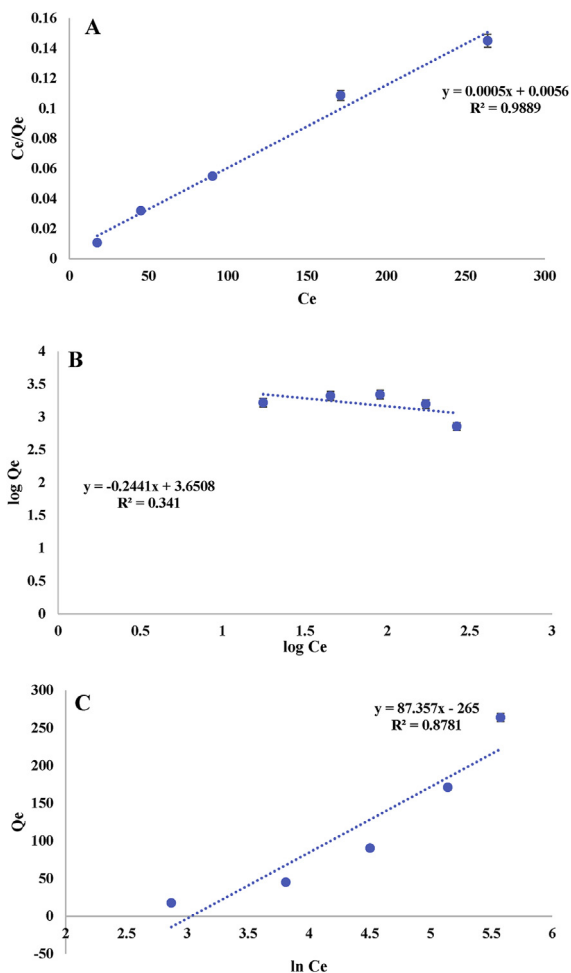 A
0.16
0.14
0.12
0.1
0.08
0.06
0.04
0.02
0
Ce/Qe
y = 0.0005x + 0.0056
R² = 0.9889
0 50 100 150 200 250 300
Ce
B
4
3.5
3
2.5
2
1.5
1
0.5
0
log Qe
y = -0.2441x + 3.6508
R² = 0.341
0 0.5 1 1.5 2 2.5 3
log Ce
C
300
250
200
150
100
50
0
-50
Qe
y = 87.357x - 265
R² = 0.8781
2 2.5 3 3.5 4 4.5 5 5.5 6
ln Ce